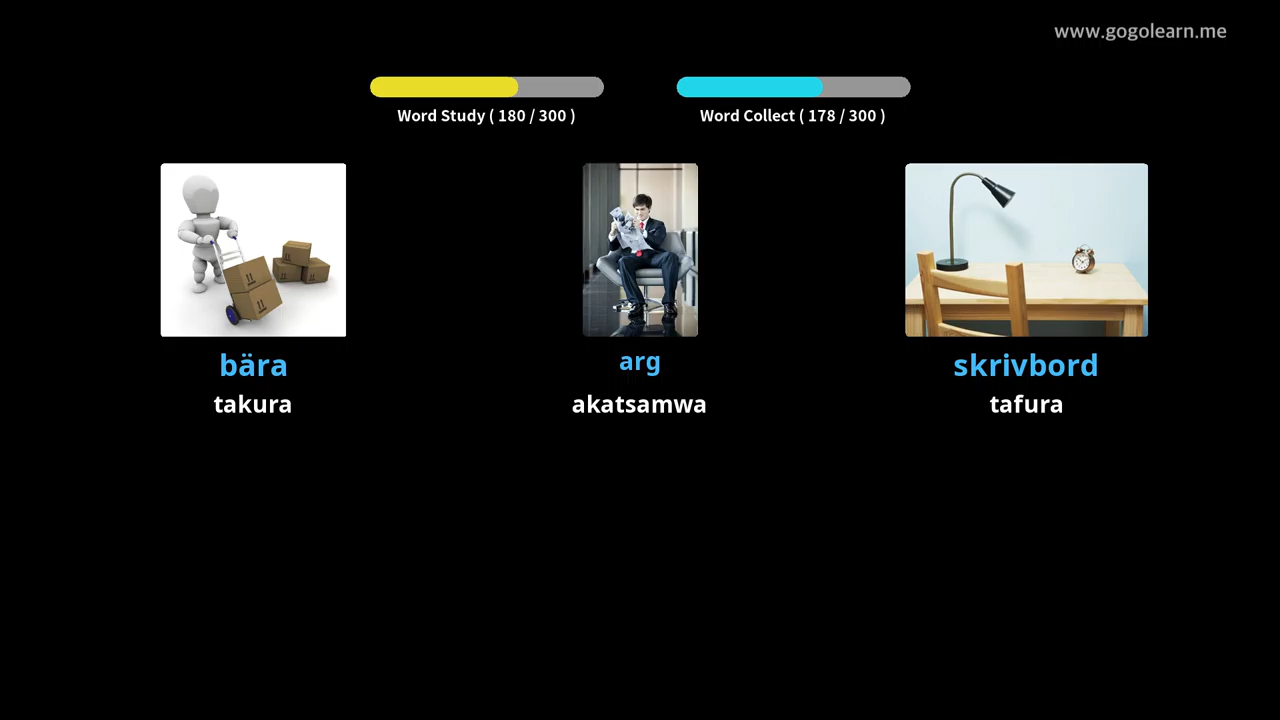 www.gogolearn.me
Word Study ( 180 / 300 )
Word Collect ( 178 / 300 )
bära
takura
arg
akatsamwa
skrivbord
tafura